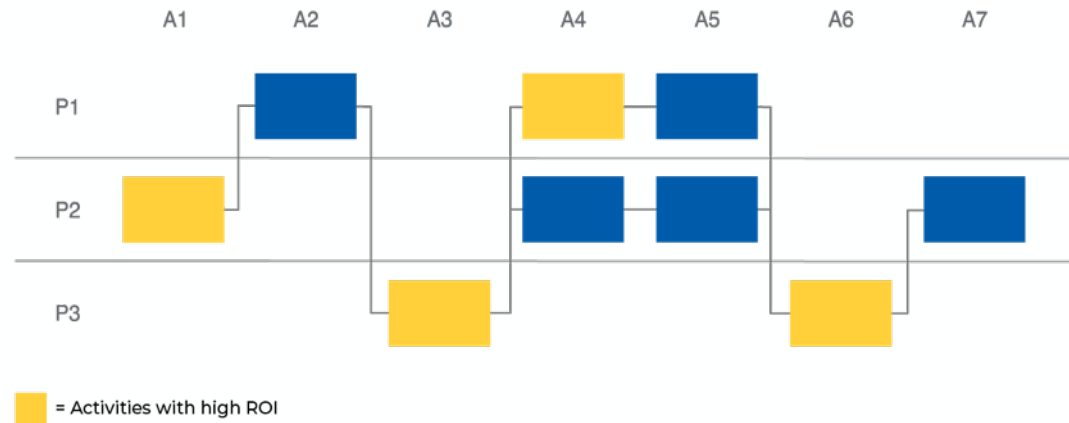 A1 A2 A3 A4 A5 A6 A7
P1
P2
P3
= Activities with high ROI